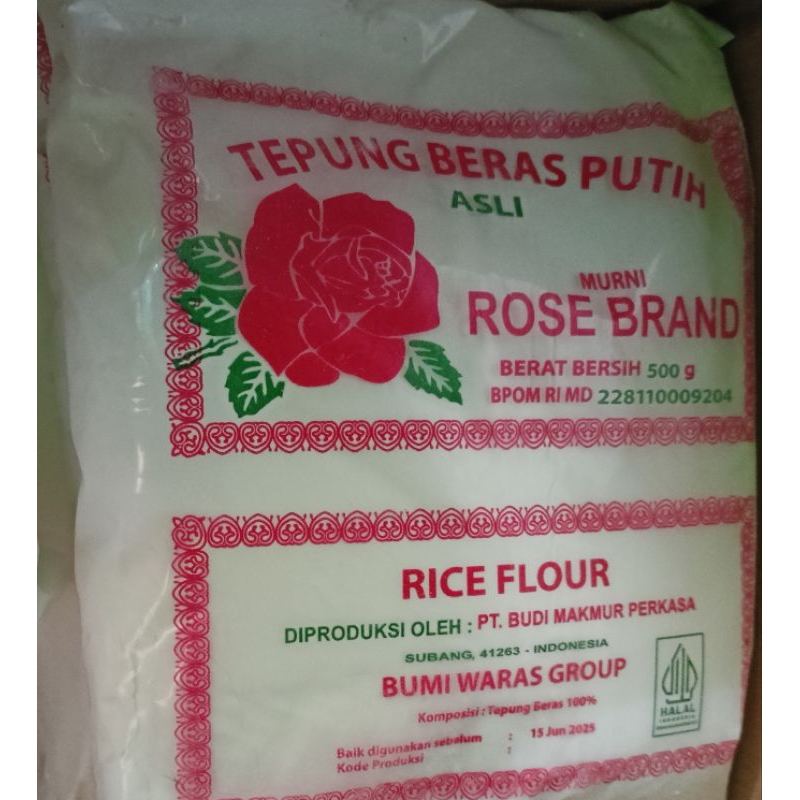 TEPUNG BERAS PUTIH
ASLI
MURNI
ROSE BRAND
BERAT BERSIH 500 g
BPOM RI MD 228110009204
RICE FLOUR
DIPRODUKSI OLEH : PT. BUDI MAKMUR PERKASA
SUBANG, 41263 - INDONESIA
BUMI WARAS GROUP
Komposisi : Tepung Beras 100%
HALAL
INDONESIA
Baik digunakan sebelum : 15 Jun 2025
Kode Produksi :